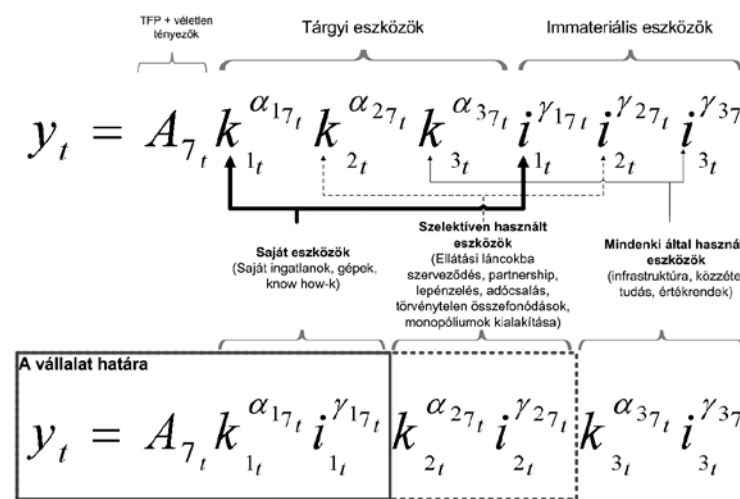 TFP + véletlen
tényezők
Tárgyi eszközök
Immateriális eszközök
y_t = A_{7_t} k_{1_t}^{α_{17_t}} k_{2_t}^{α_{27_t}} k_{3_t}^{α_{37_t}} i_{1_t}^{γ_{17_t}} i_{2_t}^{γ_{27_t}} i_{3_t}^{γ_{37}}
Saját eszközök
(Saját ingatlanok, gépek,
know how-k)
Szelektíven használt
eszközök
(Ellátási láncokba
szerveződés, partnership,
lepénzelés, adócsalás,
törvénytelen összefonódások,
monopóliumok kialakítása)
Mindenki által haszná
eszközök
(infrastruktúra, közzéte
tudás, értékrendek)
A vállalat határa
y_t = A_{7_t} k_{1_t}^{α_{17_t}} i_{1_t}^{γ_{17_t}} k_{2_t}^{α_{27_t}} i_{2_t}^{γ_{27_t}} k_{3_t}^{α_{37_t}} i_{3_t}^{γ_{37}}